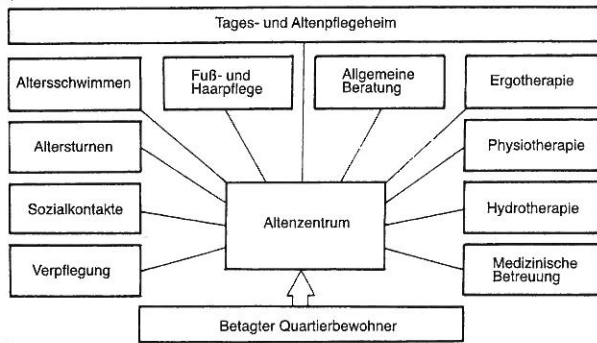 Tages- und Altenpflegeheim
Altersschwimmen
Fuß- und
Haarpflege
Allgemeine
Beratung
Ergotherapie
Altersturnen
Physiotherapie
Sozialkontakte
Altenzentrum
Hydrotherapie
Verpflegung
Medizinische
Betreuung
Betagter Quartierbewohner